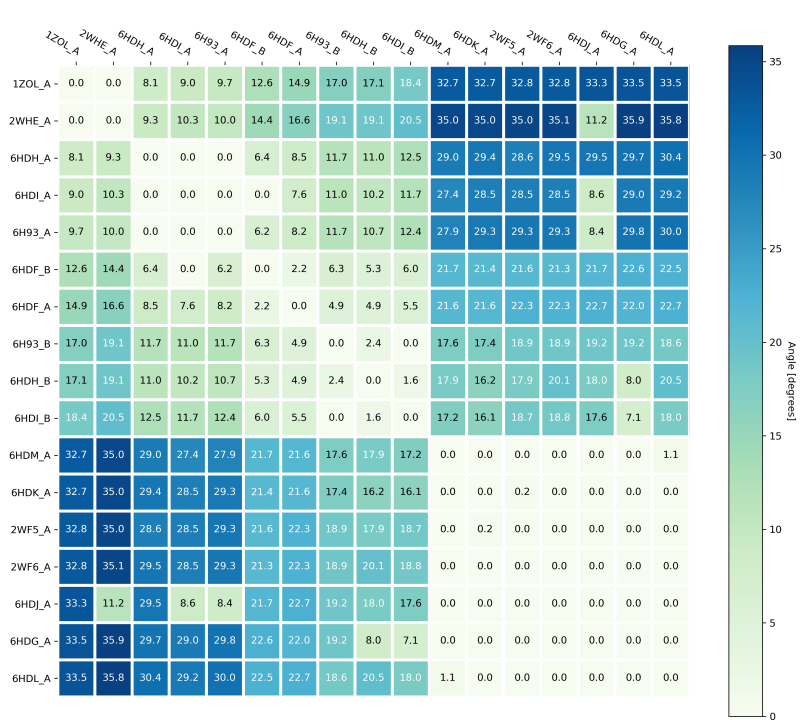 1ZOL_A 2WHE_A 6HDH_A 6HDI_A 6H93_A 6HDF_B 6HDF_A 6H93_B 6HDH_B 6HDI_B 6HDM_A 6HDK_A 2WF5_A 2WF6_A 6HDJ_A 6HDG_A 6HDL_A
1ZOL_A 0.0 0.0 8.1 9.0 9.7 12.6 14.9 17.0 17.1 18.4 32.7 32.7 32.8 32.8 33.3 33.5 33.5
2WHE_A 0.0 0.0 9.3 10.3 10.0 14.4 16.6 19.1 19.1 20.5 35.0 35.0 35.0 35.1 11.2 35.9 35.8
6HDH_A 8.1 9.3 0.0 0.0 0.0 6.4 8.5 11.7 11.0 12.5 29.0 29.4 28.6 29.5 29.5 29.7 30.4
6HDI_A 9.0 10.3 0.0 0.0 0.0 0.0 7.6 11.0 10.2 11.7 27.4 28.5 28.5 28.5 8.6 29.0 29.2
6H93_A 9.7 10.0 0.0 0.0 0.0 6.2 8.2 11.7 10.7 12.4 27.9 29.3 29.3 29.3 8.4 29.8 30.0
6HDF_B 12.6 14.4 6.4 0.0 6.2 0.0 2.2 6.3 5.3 6.0 21.7 21.4 21.6 21.3 21.7 22.6 22.5
6HDF_A 14.9 16.6 8.5 7.6 8.2 2.2 0.0 4.9 4.9 5.5 21.6 21.6 22.3 22.3 22.7 22.0 22.7
6H93_B 17.0 19.1 11.7 11.0 11.7 6.3 4.9 0.0 2.4 0.0 17.6 17.4 18.9 18.9 19.2 19.2 18.6
6HDH_B 17.1 19.1 11.0 10.2 10.7 5.3 4.9 2.4 0.0 1.6 17.9 16.2 17.9 20.1 18.0 8.0 20.5
6HDI_B 18.4 20.5 12.5 11.7 12.4 6.0 5.5 0.0 1.6 0.0 17.2 16.1 18.7 18.8 17.6 7.1 18.0
6HDM_A 32.7 35.0 29.0 27.4 27.9 21.7 21.6 17.6 17.9 17.2 0.0 0.0 0.0 0.0 0.0 0.0 1.1
6HDK_A 32.7 35.0 29.4 28.5 29.3 21.4 21.6 17.4 16.2 16.1 0.0 0.0 0.2 0.0 0.0 0.0 0.0
2WF5_A 32.8 35.0 28.6 28.5 29.3 21.6 22.3 18.9 17.9 18.7 0.0 0.2 0.0 0.0 0.0 0.0 0.0
2WF6_A 32.8 35.1 29.5 28.5 29.3 21.3 22.3 18.9 20.1 18.8 0.0 0.0 0.0 0.0 0.0 0.0 0.0
6HDJ_A 33.3 11.2 29.5 8.6 8.4 21.7 22.7 19.2 18.0 17.6 0.0 0.0 0.0 0.0 0.0 0.0 0.0
6HDG_A 33.5 35.9 29.7 29.0 29.8 22.6 22.0 19.2 8.0 7.1 0.0 0.0 0.0 0.0 0.0 0.0 0.0
6HDL_A 33.5 35.8 30.4 29.2 30.0 22.5 22.7 18.6 20.5 18.0 1.1 0.0 0.0 0.0 0.0 0.0 0.0
35
30
25
20
15
10
5
0
Angle [degrees]